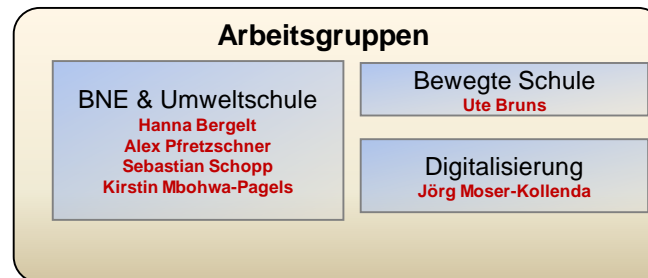 Arbeitsgruppen
BNE & Umweltschule
Hanna Bergelt
Alex Pfretzschner
Sebastian Schopp
Kirstin Mbohwa-Pagels
Bewegte Schule
Ute Bruns
Digitalisierung
Jörg Moser-Kollenda